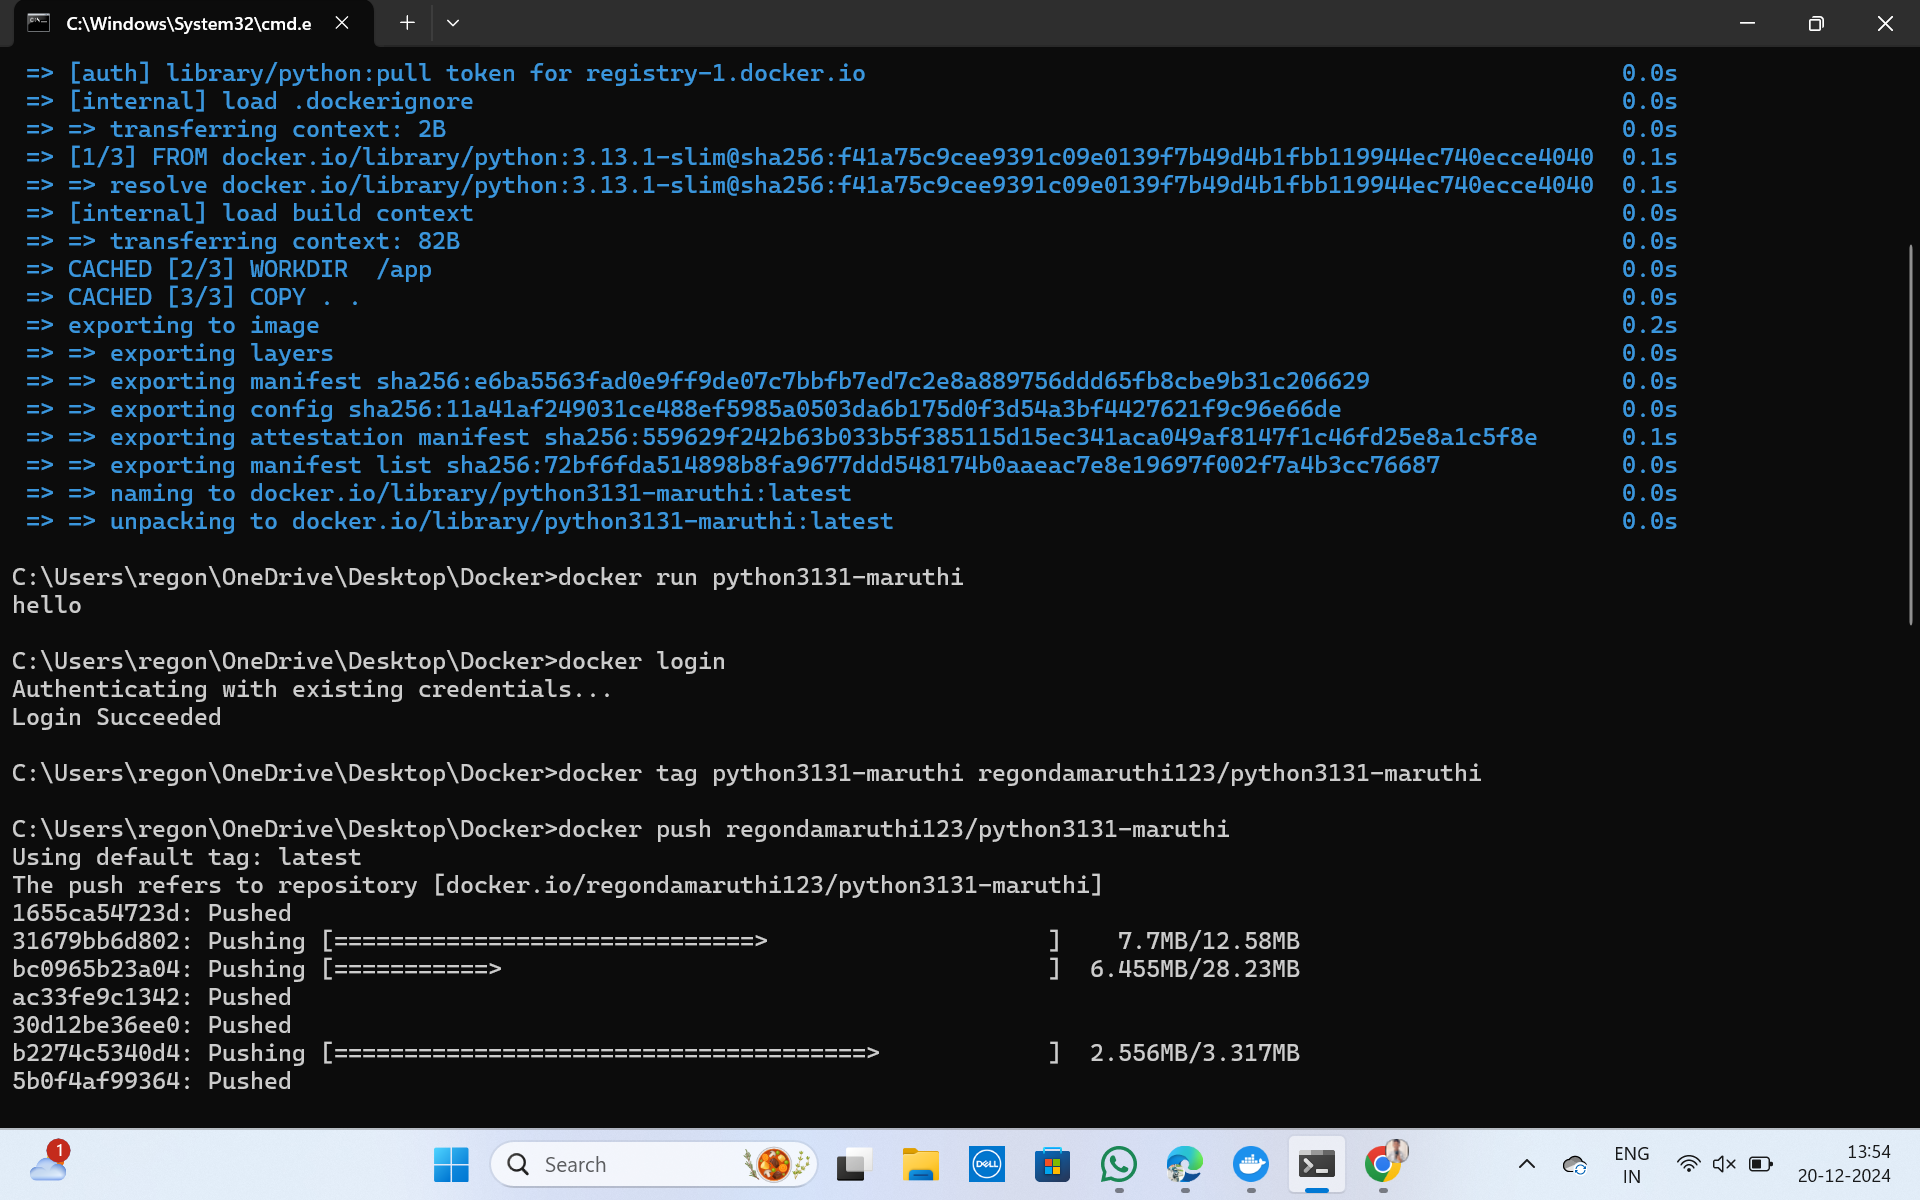 C:\Windows\System32\cmd.e
=> [auth] library/python:pull token for registry-1.docker.io 0.0s
=> [internal] load .dockerignore 0.0s
=> => transferring context: 2B 0.0s
=> [1/3] FROM docker.io/library/python:3.13.1-slim@sha256:f41a75c9cee9391c09e0139f7b49d4b1fbb119944ec740ecce4040 0.1s
=> => resolve docker.io/library/python:3.13.1-slim@sha256:f41a75c9cee9391c09e0139f7b49d4b1fbb119944ec740ecce4040 0.1s
=> [internal] load build context 0.0s
=> => transferring context: 82B 0.0s
=> CACHED [2/3] WORKDIR  /app 0.0s
=> CACHED [3/3] COPY . . 0.0s
=> exporting to image 0.2s
=> => exporting layers 0.0s
=> => exporting manifest sha256:e6ba5563fad0e9ff9de07c7bbfb7ed7c2e8a889756ddd65fb8cbe9b31c206629 0.0s
=> => exporting config sha256:11a41af249031ce488ef5985a0503da6b175d0f3d54a3bf4427621f9c96e66de 0.0s
=> => exporting attestation manifest sha256:559629f242b63b033b5f385115d15ec341aca049af8147f1c46fd25e8a1c5f8e 0.1s
=> => exporting manifest list sha256:72bf6fda514898b8fa9677ddd548174b0aaeac7e8e19697f002f7a4b3cc76687 0.0s
=> => naming to docker.io/library/python3131-maruthi:latest 0.0s
=> => unpacking to docker.io/library/python3131-maruthi:latest 0.0s
C:\Users\regon\OneDrive\Desktop\Docker>docker run python3131-maruthi
hello
C:\Users\regon\OneDrive\Desktop\Docker>docker login
Authenticating with existing credentials...
Login Succeeded
C:\Users\regon\OneDrive\Desktop\Docker>docker tag python3131-maruthi regondamaruthi123/python3131-maruthi
C:\Users\regon\OneDrive\Desktop\Docker>docker push regondamaruthi123/python3131-maruthi
Using default tag: latest
The push refers to repository [docker.io/regondamaruthi123/python3131-maruthi]
1655ca54723d: Pushed
31679bb6d802: Pushing [==============================>                    ]    7.7MB/12.58MB
bc0965b23a04: Pushing [===========>                                       ]  6.455MB/28.23MB
ac33fe9c1342: Pushed
30d12be36ee0: Pushed
b2274c5340d4: Pushing [======================================>            ]  2.556MB/3.317MB
5b0f4af99364: Pushed
1
Search
DELL
ENG
IN
13:54
20-12-2024